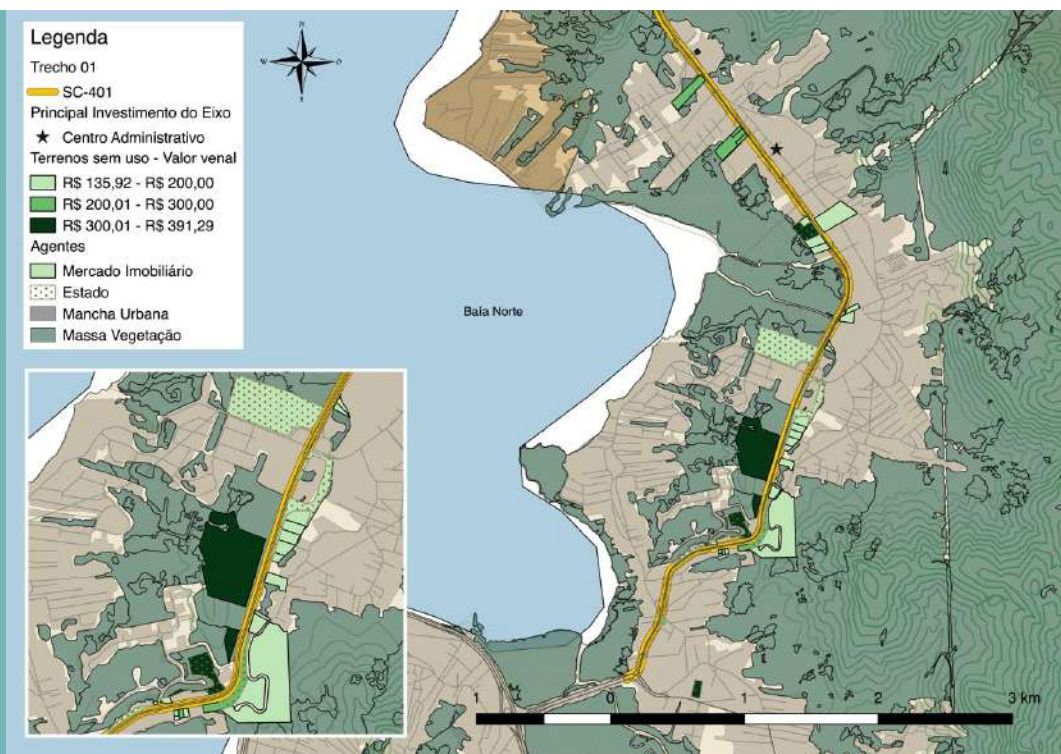 Legenda
Trecho 01
SC-401
Principal Investimento do Eixo
Centro Administrativo
Terrenos sem uso - Valor venal
R$ 135,92 - R$ 200,00
R$ 200,01 - R$ 300,00
R$ 300,01 - R$ 391,29
Agentes
Mercado Imobiliário
Estado
Mancha Urbana
Massa Vegetação
N
W
O
Baía Norte
1 0 1 2 3 km